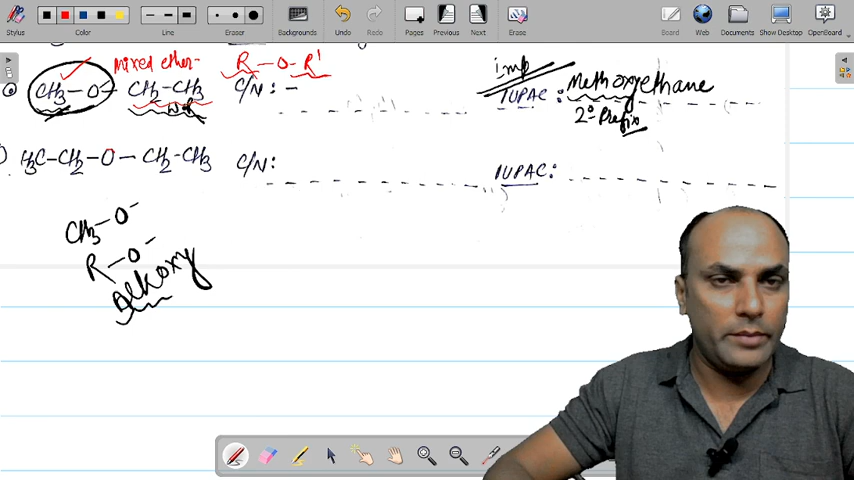 Stylus Color Line Eraser Backgrounds Undo Redo Pages Previous Next Erase Board Web Documents Show Desktop OpenBoard
mixed ether- R-O-R' imp
CH3-O-CH2-CH3 C/N: - IUPAC: Methoxyethane
W.R 2° Prefix
H3C-CH2-O-CH2-CH3 C/N: IUPAC:
CH3-O-
R-O-
Alkoxy